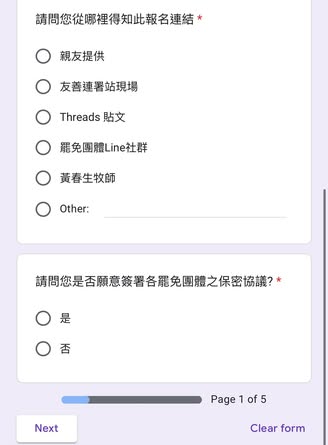 請問您從哪裡得知此報名連結 *
親友提供
友善連署站現場
Threads 貼文
罷免團體Line社群
黃春生牧師
Other:
請問您是否願意簽署各罷免團體之保密協議? *
是
否
Page 1 of 5
Next
Clear form